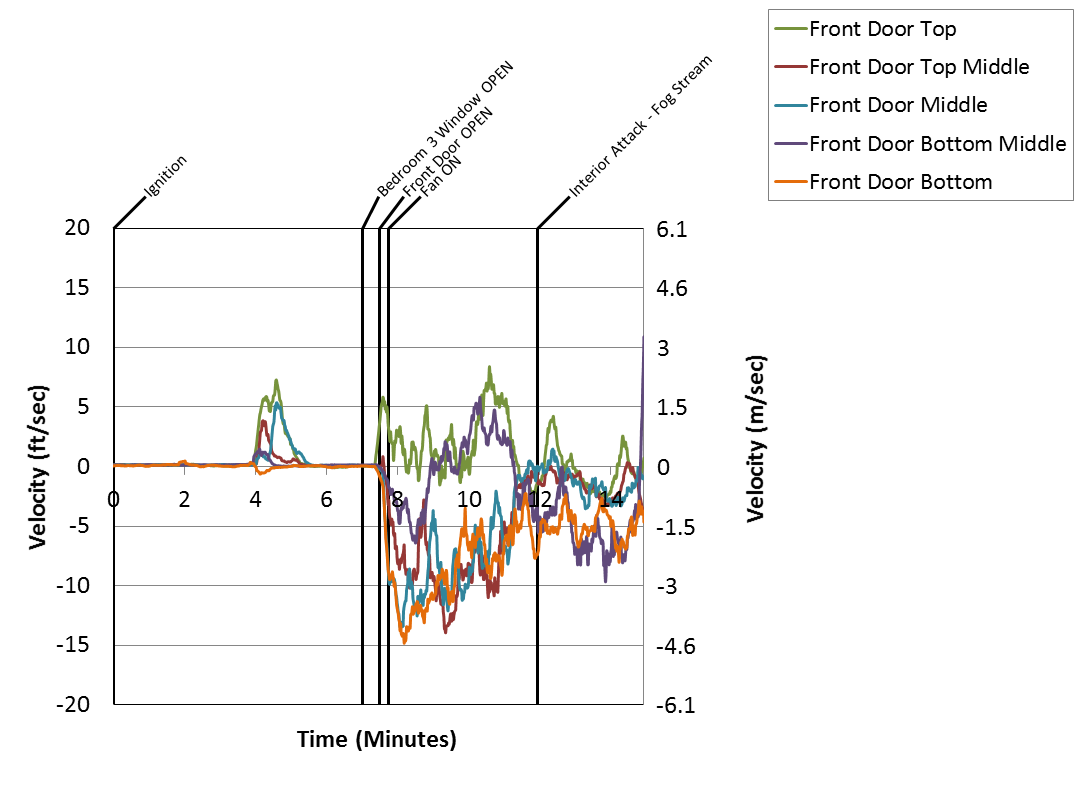 Front Door Top
Front Door Top Middle
Front Door Middle
Front Door Bottom Middle
Front Door Bottom
Ignition
Bedroom 3 Window OPEN
Front Door OPEN
Fan ON
Interior Attack - Fog Stream
20
15
10
5
0
-5
-10
-15
-20
Velocity (ft/sec)
0
2
4
6
8
10
12
14
Time (Minutes)
6.1
4.6
3
1.5
0
-1.5
-3
-4.6
-6.1
Velocity (m/sec)